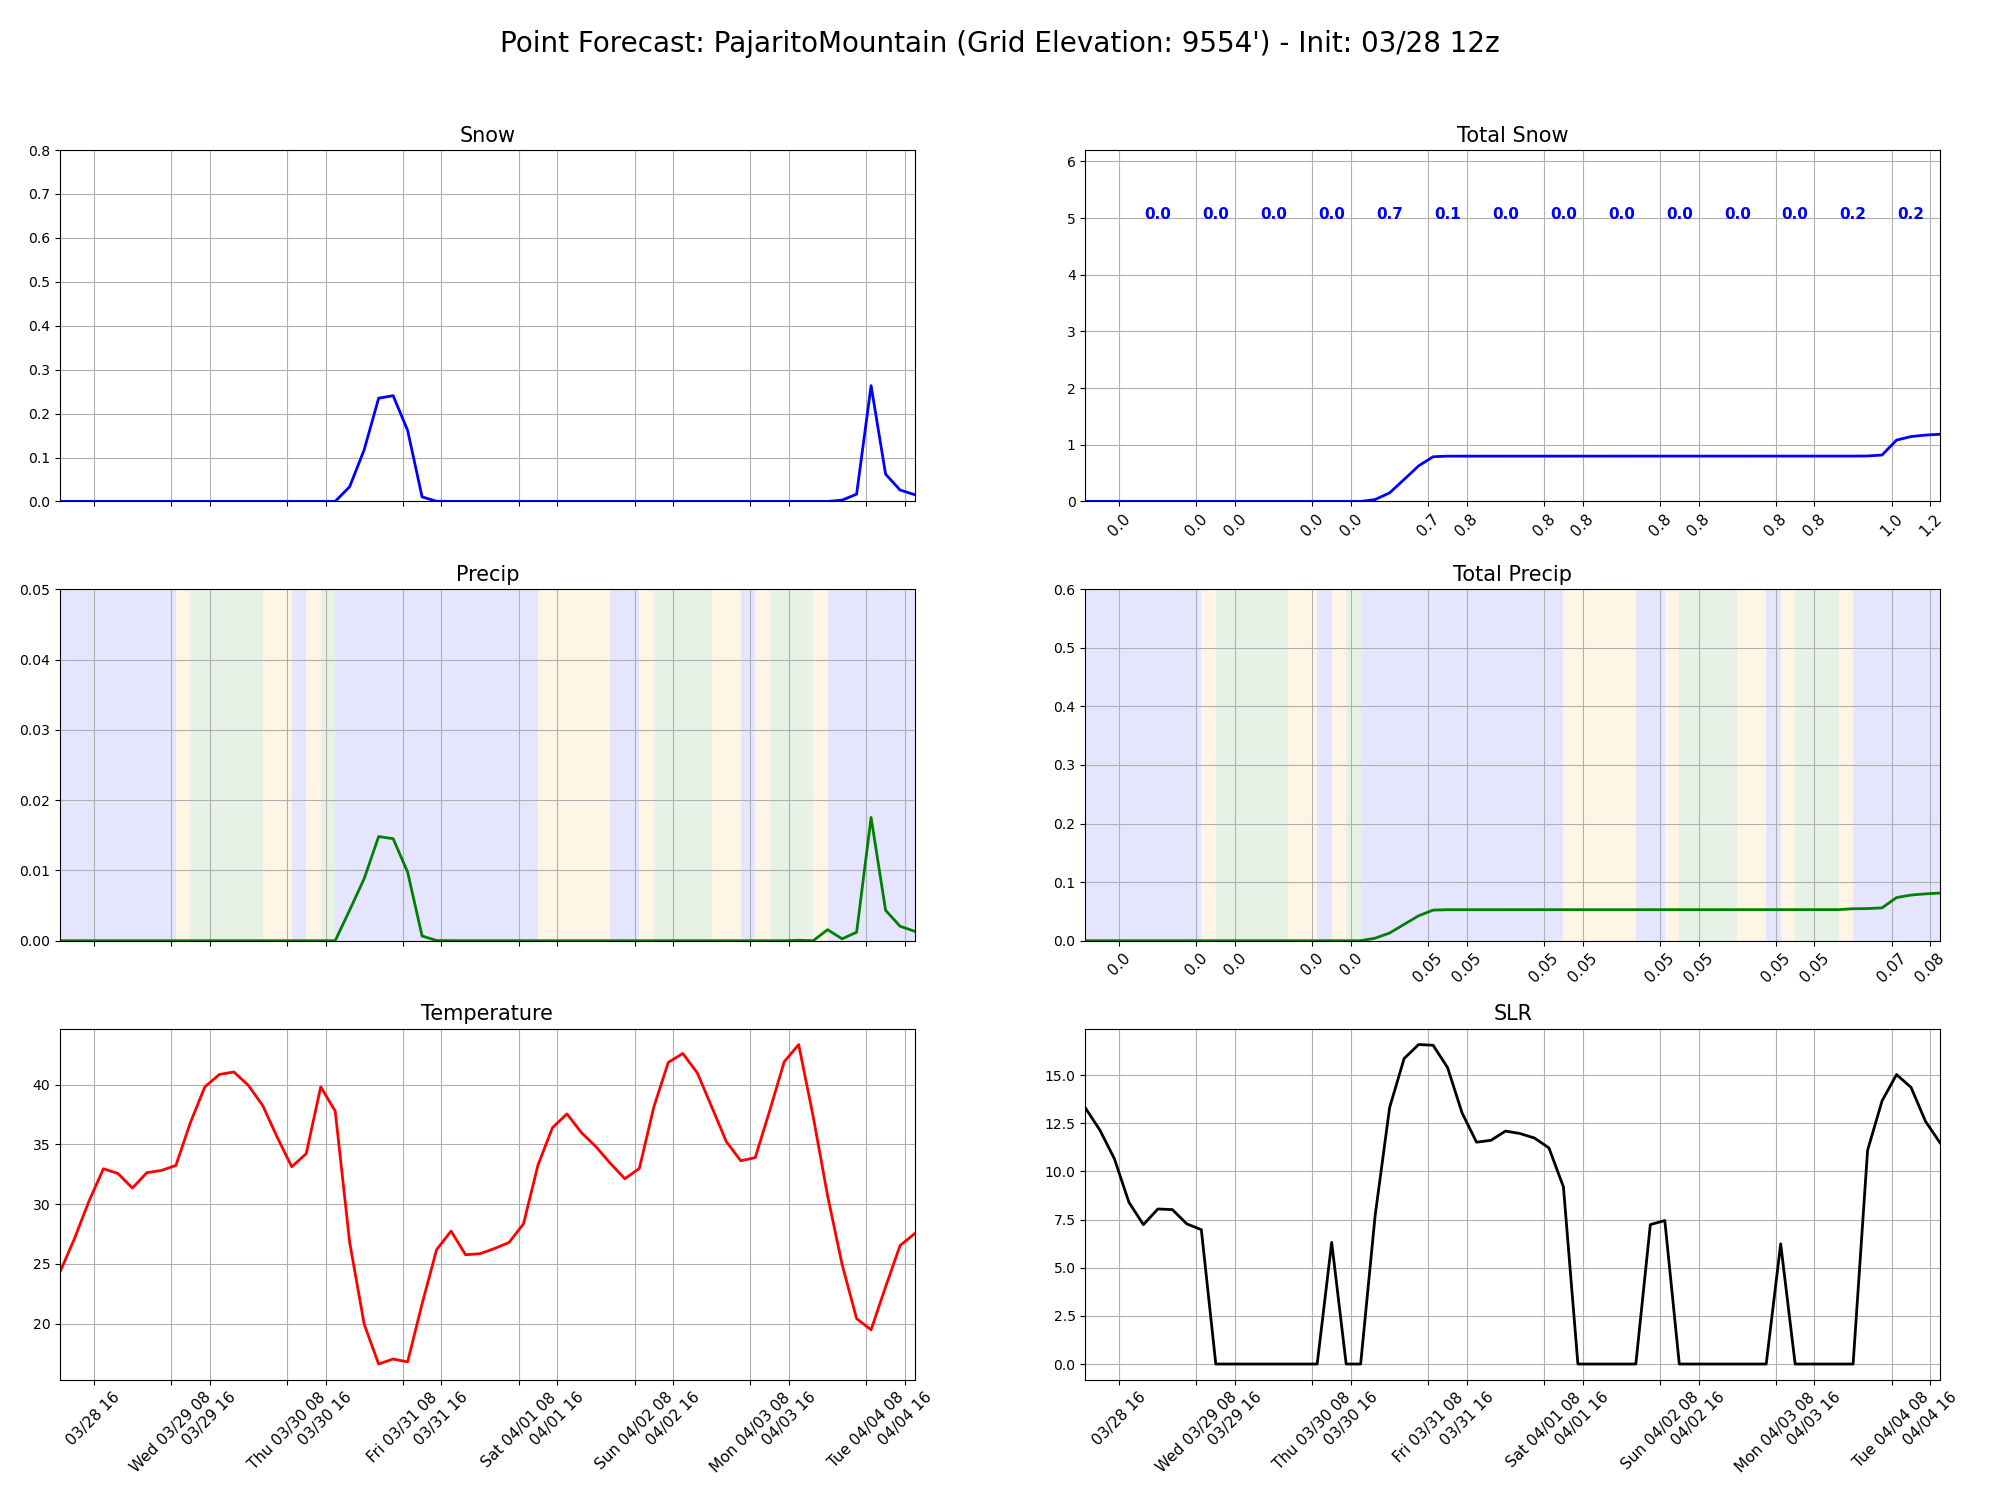 Point Forecast: PajaritoMountain (Grid Elevation: 9554') - Init: 03/28 12z
Snow
0.8
0.7
0.6
0.5
0.4
0.3
0.2
0.1
0.0
Total Snow
6
5
4
3
2
1
0
0.0 0.0 0.0 0.0 0.7 0.1 0.0 0.0 0.0 0.0 0.0 0.0 0.2 0.2
0.0 0.0 0.0 0.0 0.0 0.7 0.8 0.8 0.8 0.8 0.8 0.8 0.8 1.0 1.2
Precip
0.05
0.04
0.03
0.02
0.01
0.00
Total Precip
0.6
0.5
0.4
0.3
0.2
0.1
0.0
0.0 0.0 0.0 0.0 0.0 0.05 0.05 0.05 0.05 0.05 0.05 0.05 0.05 0.07 0.08
Temperature
40
35
30
25
20
03/28 16
Wed 03/29 08
03/29 16
Thu 03/30 08
03/30 16
Fri 03/31 08
03/31 16
Sat 04/01 08
04/01 16
Sun 04/02 08
04/02 16
Mon 04/03 08
04/03 16
Tue 04/04 08
04/04 16
SLR
15.0
12.5
10.0
7.5
5.0
2.5
0.0
03/28 16
Wed 03/29 08
03/29 16
Thu 03/30 08
03/30 16
Fri 03/31 08
03/31 16
Sat 04/01 08
04/01 16
Sun 04/02 08
04/02 16
Mon 04/03 08
04/03 16
Tue 04/04 08
04/04 16